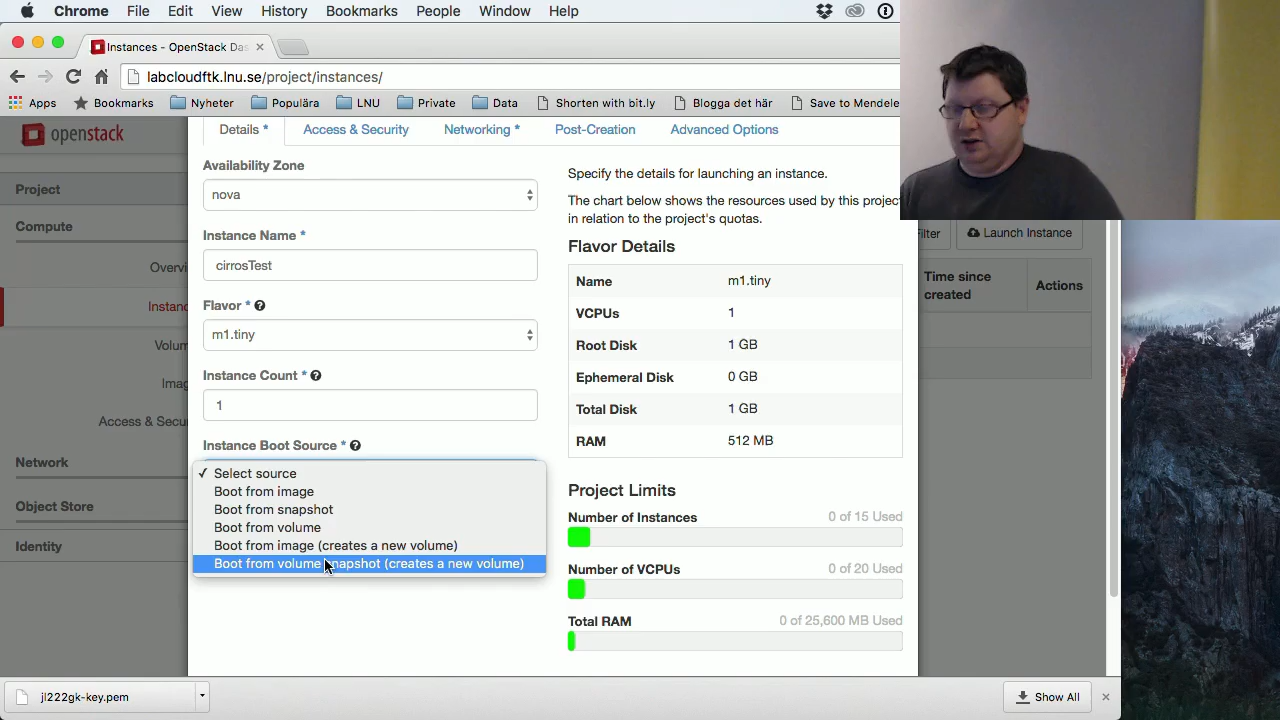 Chrome File Edit View History Bookmarks People Window Help
Instances - OpenStack Das
labcloudftk.lnu.se/project/instances/
Apps Bookmarks Nyheter Populära LNU Private Data Shorten with bit.ly Blogga det här Save to Mendele
openstack
Project
Compute
Overvi
Instanc
Volum
Imag
Access & Secu
Network
Object Store
Identity
Details * Access & Security Networking * Post-Creation Advanced Options
Availability Zone
nova
Instance Name *
cirrosTest
Flavor *
m1.tiny
Instance Count *
1
Instance Boot Source *
Select source
Boot from image
Boot from snapshot
Boot from volume
Boot from image (creates a new volume)
Boot from volume snapshot (creates a new volume)
Specify the details for launching an instance.
The chart below shows the resources used by this project
in relation to the project's quotas.
Flavor Details
Name m1.tiny
VCPUs 1
Root Disk 1 GB
Ephemeral Disk 0 GB
Total Disk 1 GB
RAM 512 MB
Project Limits
Number of Instances 0 of 15 Used
Number of VCPUs 0 of 20 Used
Total RAM 0 of 25,600 MB Used
Filter Launch Instance
Time since
created
Actions
jl222gk-key.pem
Show All